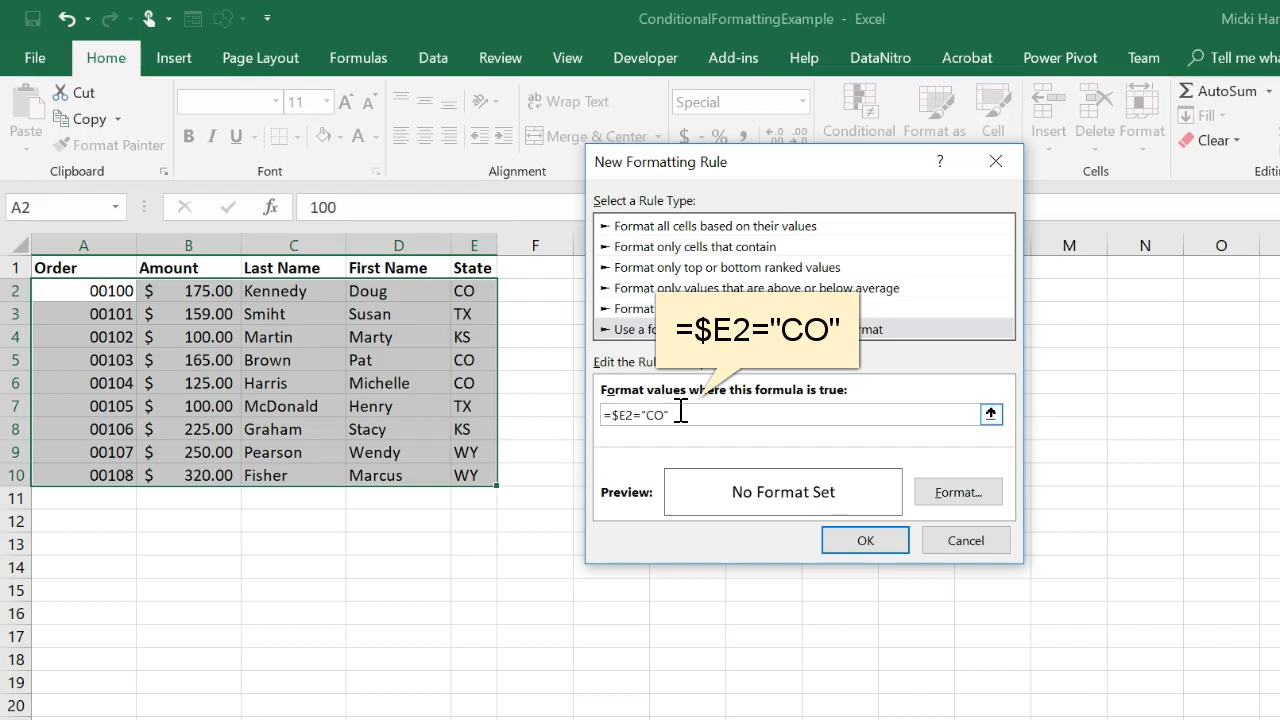 ConditionalFormattingExample - Excel
Micki Har
File Home Insert Page Layout Formulas Data Review View Developer Add-ins Help DataNitro Acrobat Power Pivot Team Tell me wha
Paste
Cut
Copy
Format Painter
Clipboard
11
B I U
Font
Wrap Text
Merge & Center
Alignment
Special
$ % ,
Conditional Format as Cell
Insert Delete Format
Cells
AutoSum
Fill
Clear
Editi
A2
fx
100
A B C D E F M N O
1 Order Amount Last Name First Name State
2 00100 $ 175.00 Kennedy Doug CO
3 00101 $ 159.00 Smiht Susan TX
4 00102 $ 100.00 Martin Marty KS
5 00103 $ 165.00 Brown Pat CO
6 00104 $ 125.00 Harris Michelle CO
7 00105 $ 100.00 McDonald Henry TX
8 00106 $ 225.00 Graham Stacy KS
9 00107 $ 250.00 Pearson Wendy WY
10 00108 $ 320.00 Fisher Marcus WY
11
12
13
14
15
16
17
18
19
20
New Formatting Rule ?
Select a Rule Type:
► Format all cells based on their values
► Format only cells that contain
► Format only top or bottom ranked values
► Format only values that are above or below average
► Format
► Use a fo rmat
=$E2="CO"
Edit the Rul
Format values where this formula is true:
=$E2="CO"
Preview:
No Format Set
Format...
OK
Cancel